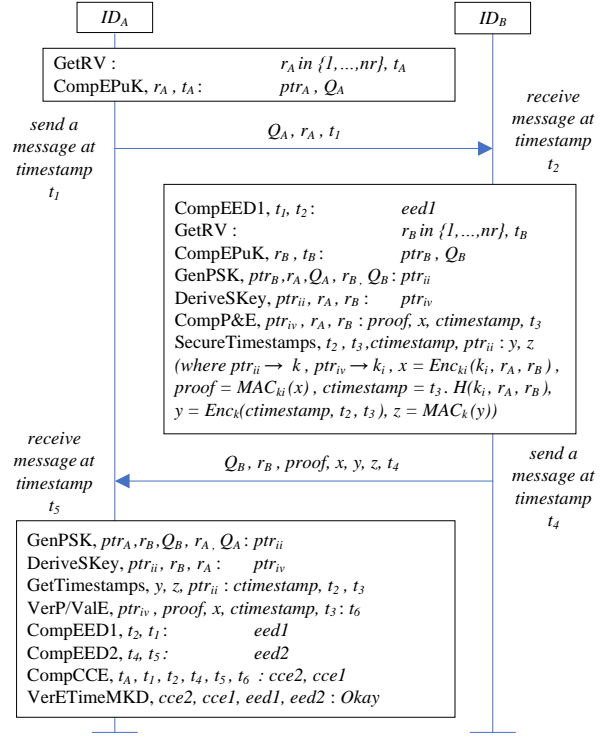 ID_A
ID_B
GetRV : r_A in {1,...,nr}, t_A
CompEPuK, r_A , t_A : ptr_A , Q_A
send a
message at
timestamp
t_1
Q_A, r_A , t_1
receive
message at
timestamp
t_2
CompEED1, t_1, t_2 : eed1
GetRV : r_B in {1,...,nr}, t_B
CompEPuK, r_B , t_B : ptr_B , Q_B
GenPSK, ptr_B,r_A,Q_A, r_B , Q_B: ptr_ii
DeriveSKey, ptr_ii, r_A, r_B : ptr_iv
CompP&E, ptr_iv, r_A, r_B : proof, x, ctimestamp, t_3
SecureTimestamps, t_2 , t_3,ctimestamp, ptr_ii : y, z
(where ptr_ii → k , ptr_iv → k_i , x = Enc_ki(k_i, r_A, r_B) ,
proof = MAC_ki(x) , ctimestamp = t_3 . H(k_i, r_A, r_B),
y = Enc_k(ctimestamp, t_2, t_3 ), z = MAC_k(y))
receive
message at
timestamp
t_5
Q_B, r_B , proof, x, y, z, t_4
send a
message at
timestamp
t_4
GenPSK, ptr_A,r_B,Q_B, r_A , Q_A: ptr_ii
DeriveSKey, ptr_ii, r_B, r_A : ptr_iv
GetTimestamps, y, z, ptr_ii : ctimestamp, t_2 , t_3
VerP/ValE, ptr_iv , proof, x, ctimestamp, t_3: t_6
CompEED1, t_2, t_1 : eed1
CompEED2, t_4, t_5 : eed2
CompCCE, t_A, t_1, t_2, t_4, t_5, t_6 : cce2, cce1
VerETimeMKD, cce2, cce1, eed1, eed2 : Okay